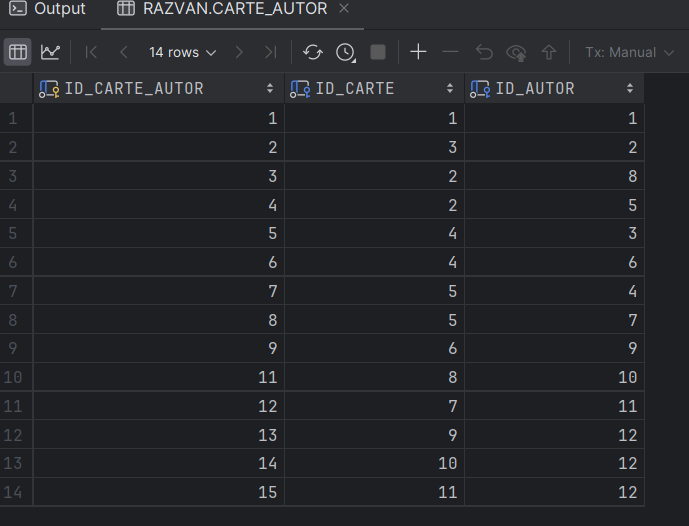 Output RAZVAN.CARTE_AUTOR
14 rows Tx: Manual
ID_CARTE_AUTOR ID_CARTE ID_AUTOR
1 1 1 1
2 2 3 2
3 3 2 8
4 4 2 5
5 5 4 3
6 6 4 6
7 7 5 4
8 8 5 7
9 9 6 9
10 11 8 10
11 12 7 11
12 13 9 12
13 14 10 12
14 15 11 12